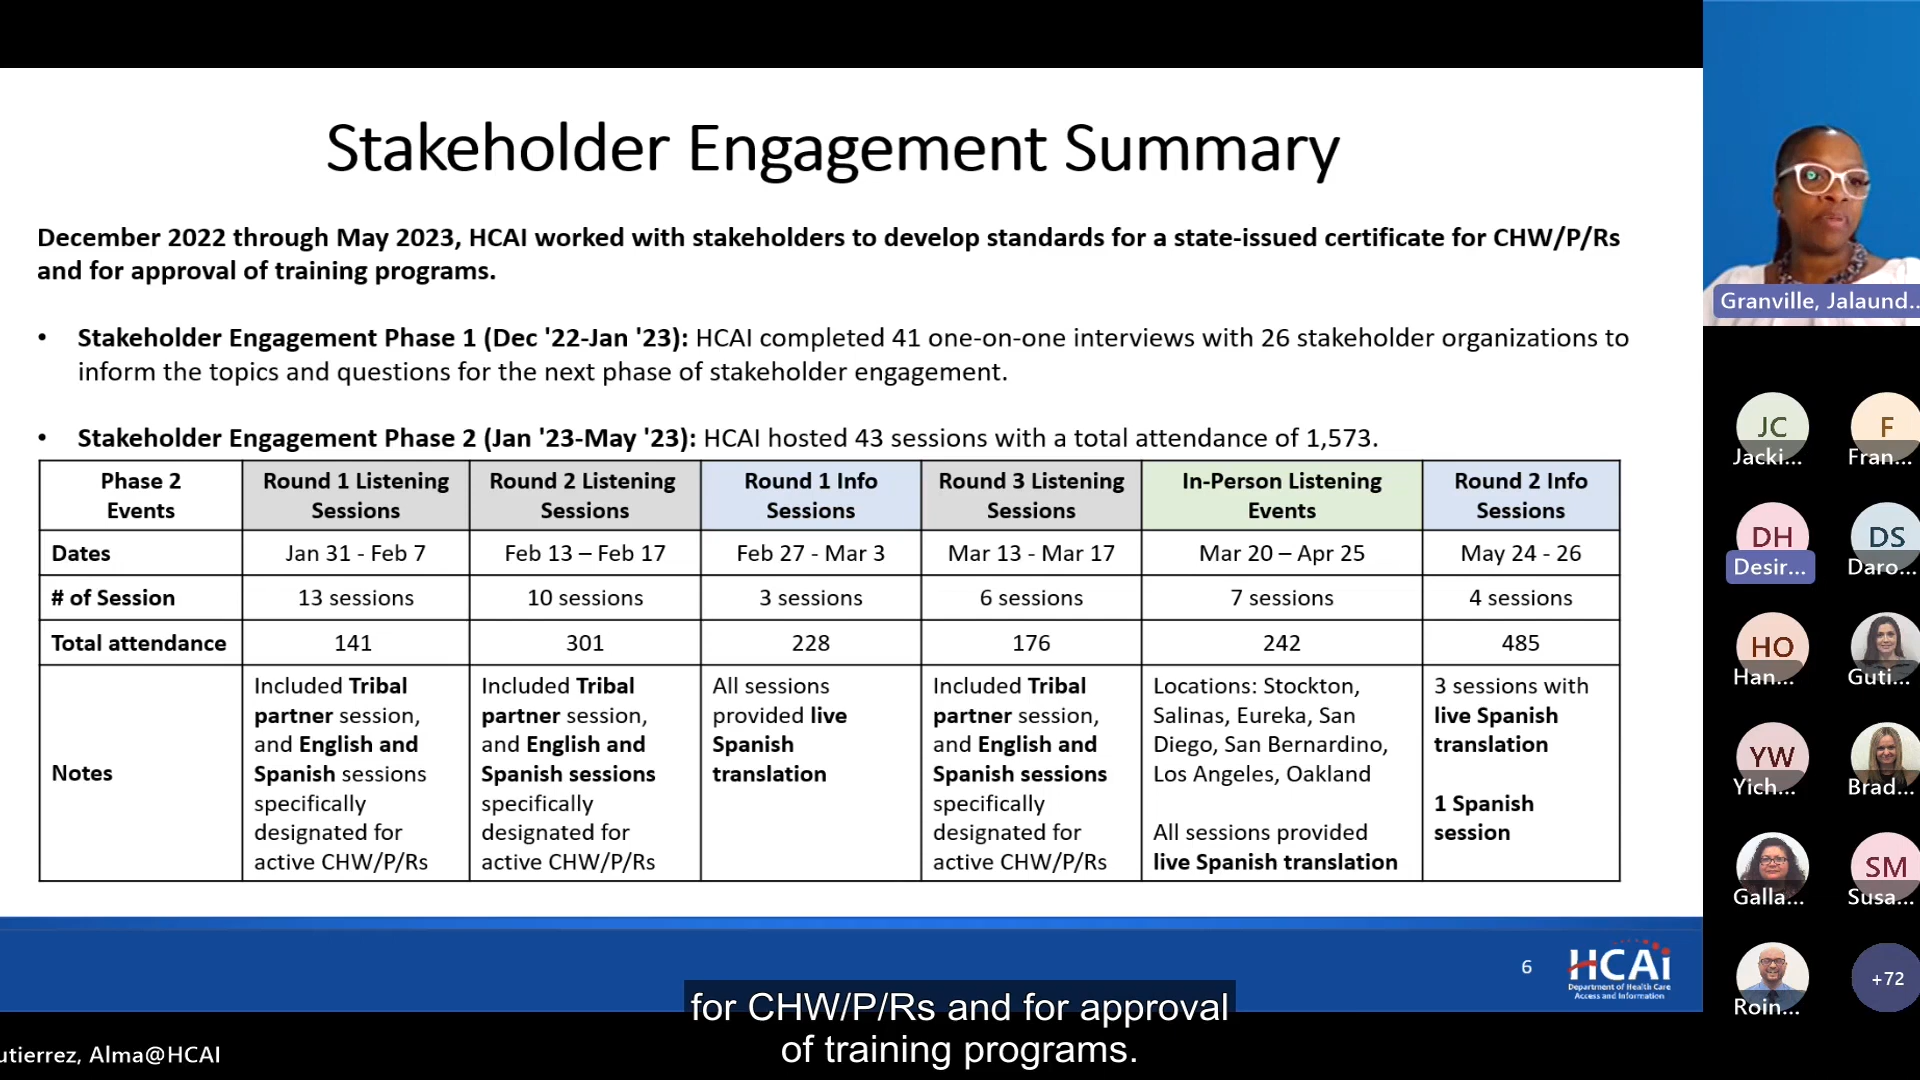 Stakeholder Engagement Summary
December 2022 through May 2023, HCAI worked with stakeholders to develop standards for a state-issued certificate for CHW/P/Rs
and for approval of training programs.
• Stakeholder Engagement Phase 1 (Dec '22-Jan '23): HCAI completed 41 one-on-one interviews with 26 stakeholder organizations to
inform the topics and questions for the next phase of stakeholder engagement.
• Stakeholder Engagement Phase 2 (Jan '23-May '23): HCAI hosted 43 sessions with a total attendance of 1,573.
Phase 2
Events
Round 1 Listening
Sessions
Round 2 Listening
Sessions
Round 1 Info
Sessions
Round 3 Listening
Sessions
In-Person Listening
Events
Round 2 Info
Sessions
Dates
Jan 31 - Feb 7
Feb 13 – Feb 17
Feb 27 - Mar 3
Mar 13 - Mar 17
Mar 20 – Apr 25
May 24 - 26
# of Session
13 sessions
10 sessions
3 sessions
6 sessions
7 sessions
4 sessions
Total attendance
141
301
228
176
242
485
Notes
Included Tribal
partner session,
and English and
Spanish sessions
specifically
designated for
active CHW/P/Rs
Included Tribal
partner session,
and English and
Spanish sessions
specifically
designated for
active CHW/P/Rs
All sessions
provided live
Spanish
translation
Included Tribal
partner session,
and English and
Spanish sessions
specifically
designated for
active CHW/P/Rs
Locations: Stockton,
Salinas, Eureka, San
Diego, San Bernardino,
Los Angeles, Oakland
All sessions provided
live Spanish translation
3 sessions with
live Spanish
translation
1 Spanish
session
6
HCAi
Department of Health Care
Access and Information
for CHW/P/Rs and for approval
of training programs.
utierrez, Alma@HCAI
Granville, Jalaund...
JC
Jacki...
F
Fran...
DH
Desir...
DS
Daro...
HO
Han...
Guti...
YW
Yich...
Brad...
Galla...
SM
Susa...
Roin...
+72